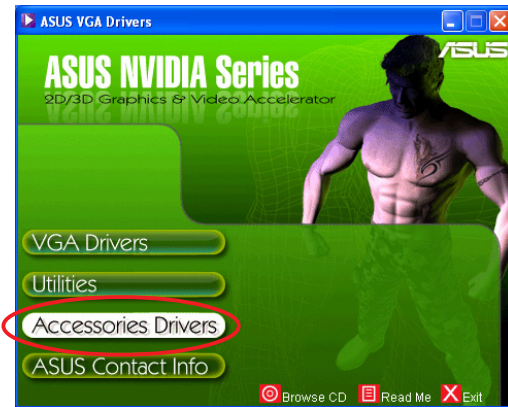 ASUS VGA Drivers
ASUS
ASUS NVIDIA Series
2D/3D Graphics & Video Accelerator
VGA Drivers
Utilities
Accessories Drivers
ASUS Contact Info
Browse CD Read Me Exit